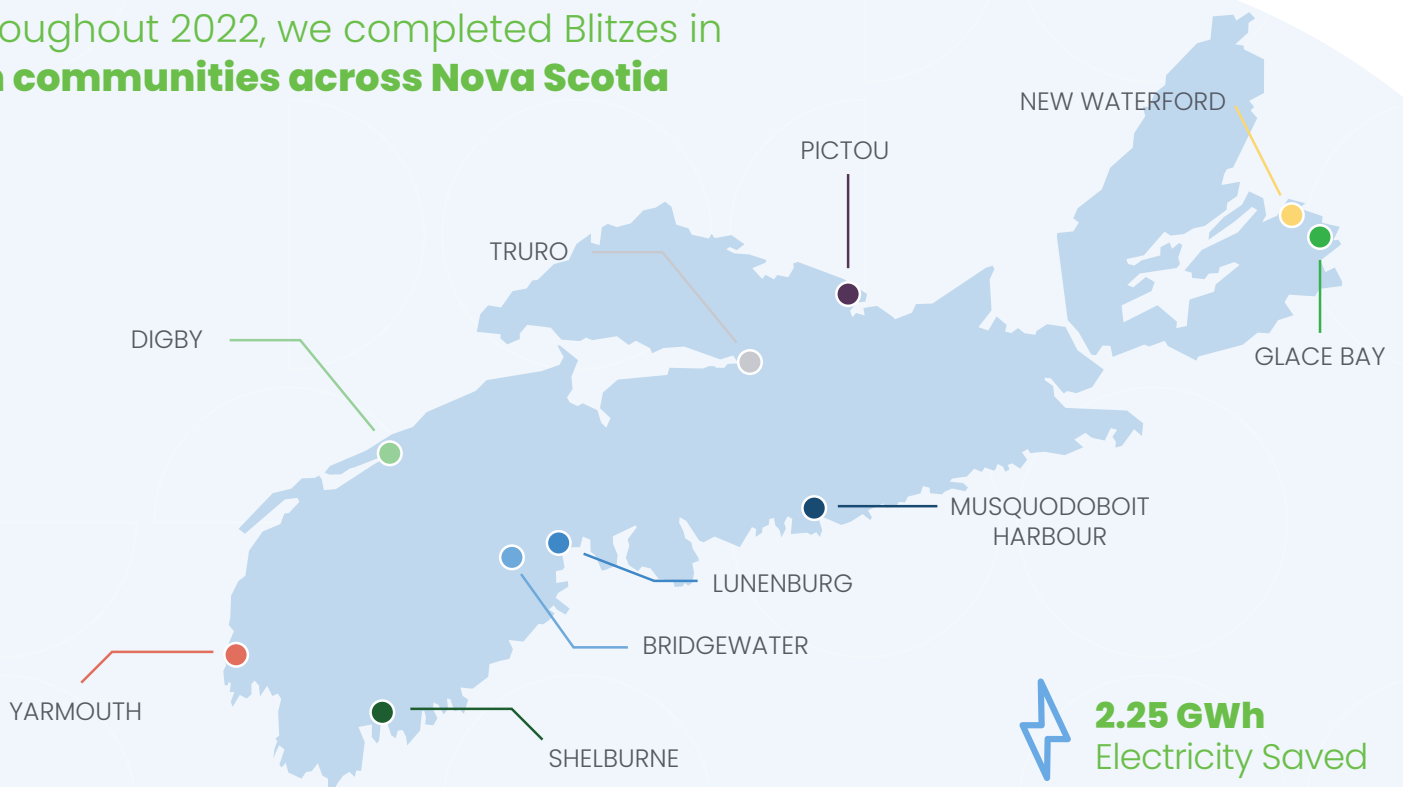 oughout 2022, we completed Blitzes in
communities across Nova Scotia
NEW WATERFORD
PICTOU
TRURO
DIGBY
GLACE BAY
MUSQUODOBOIT
HARBOUR
LUNENBURG
BRIDGEWATER
YARMOUTH
SHELBURNE
2.25 GWh
Electricity Saved